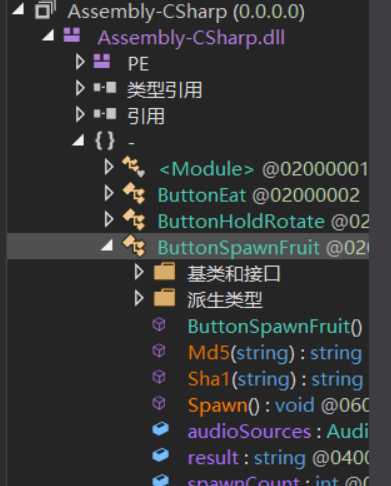 Assembly-CSharp (0.0.0.0)
Assembly-CSharp.dll
PE
类型引用
引用
{} -
<Module> @02000001
ButtonEat @02000002
ButtonHoldRotate @02
ButtonSpawnFruit @020
基类和接口
派生类型
ButtonSpawnFruit()
Md5(string) : string
Sha1(string) : string
Spawn() : void @060
audioSources : Audi
result : string @0400
spawnCount : int @0